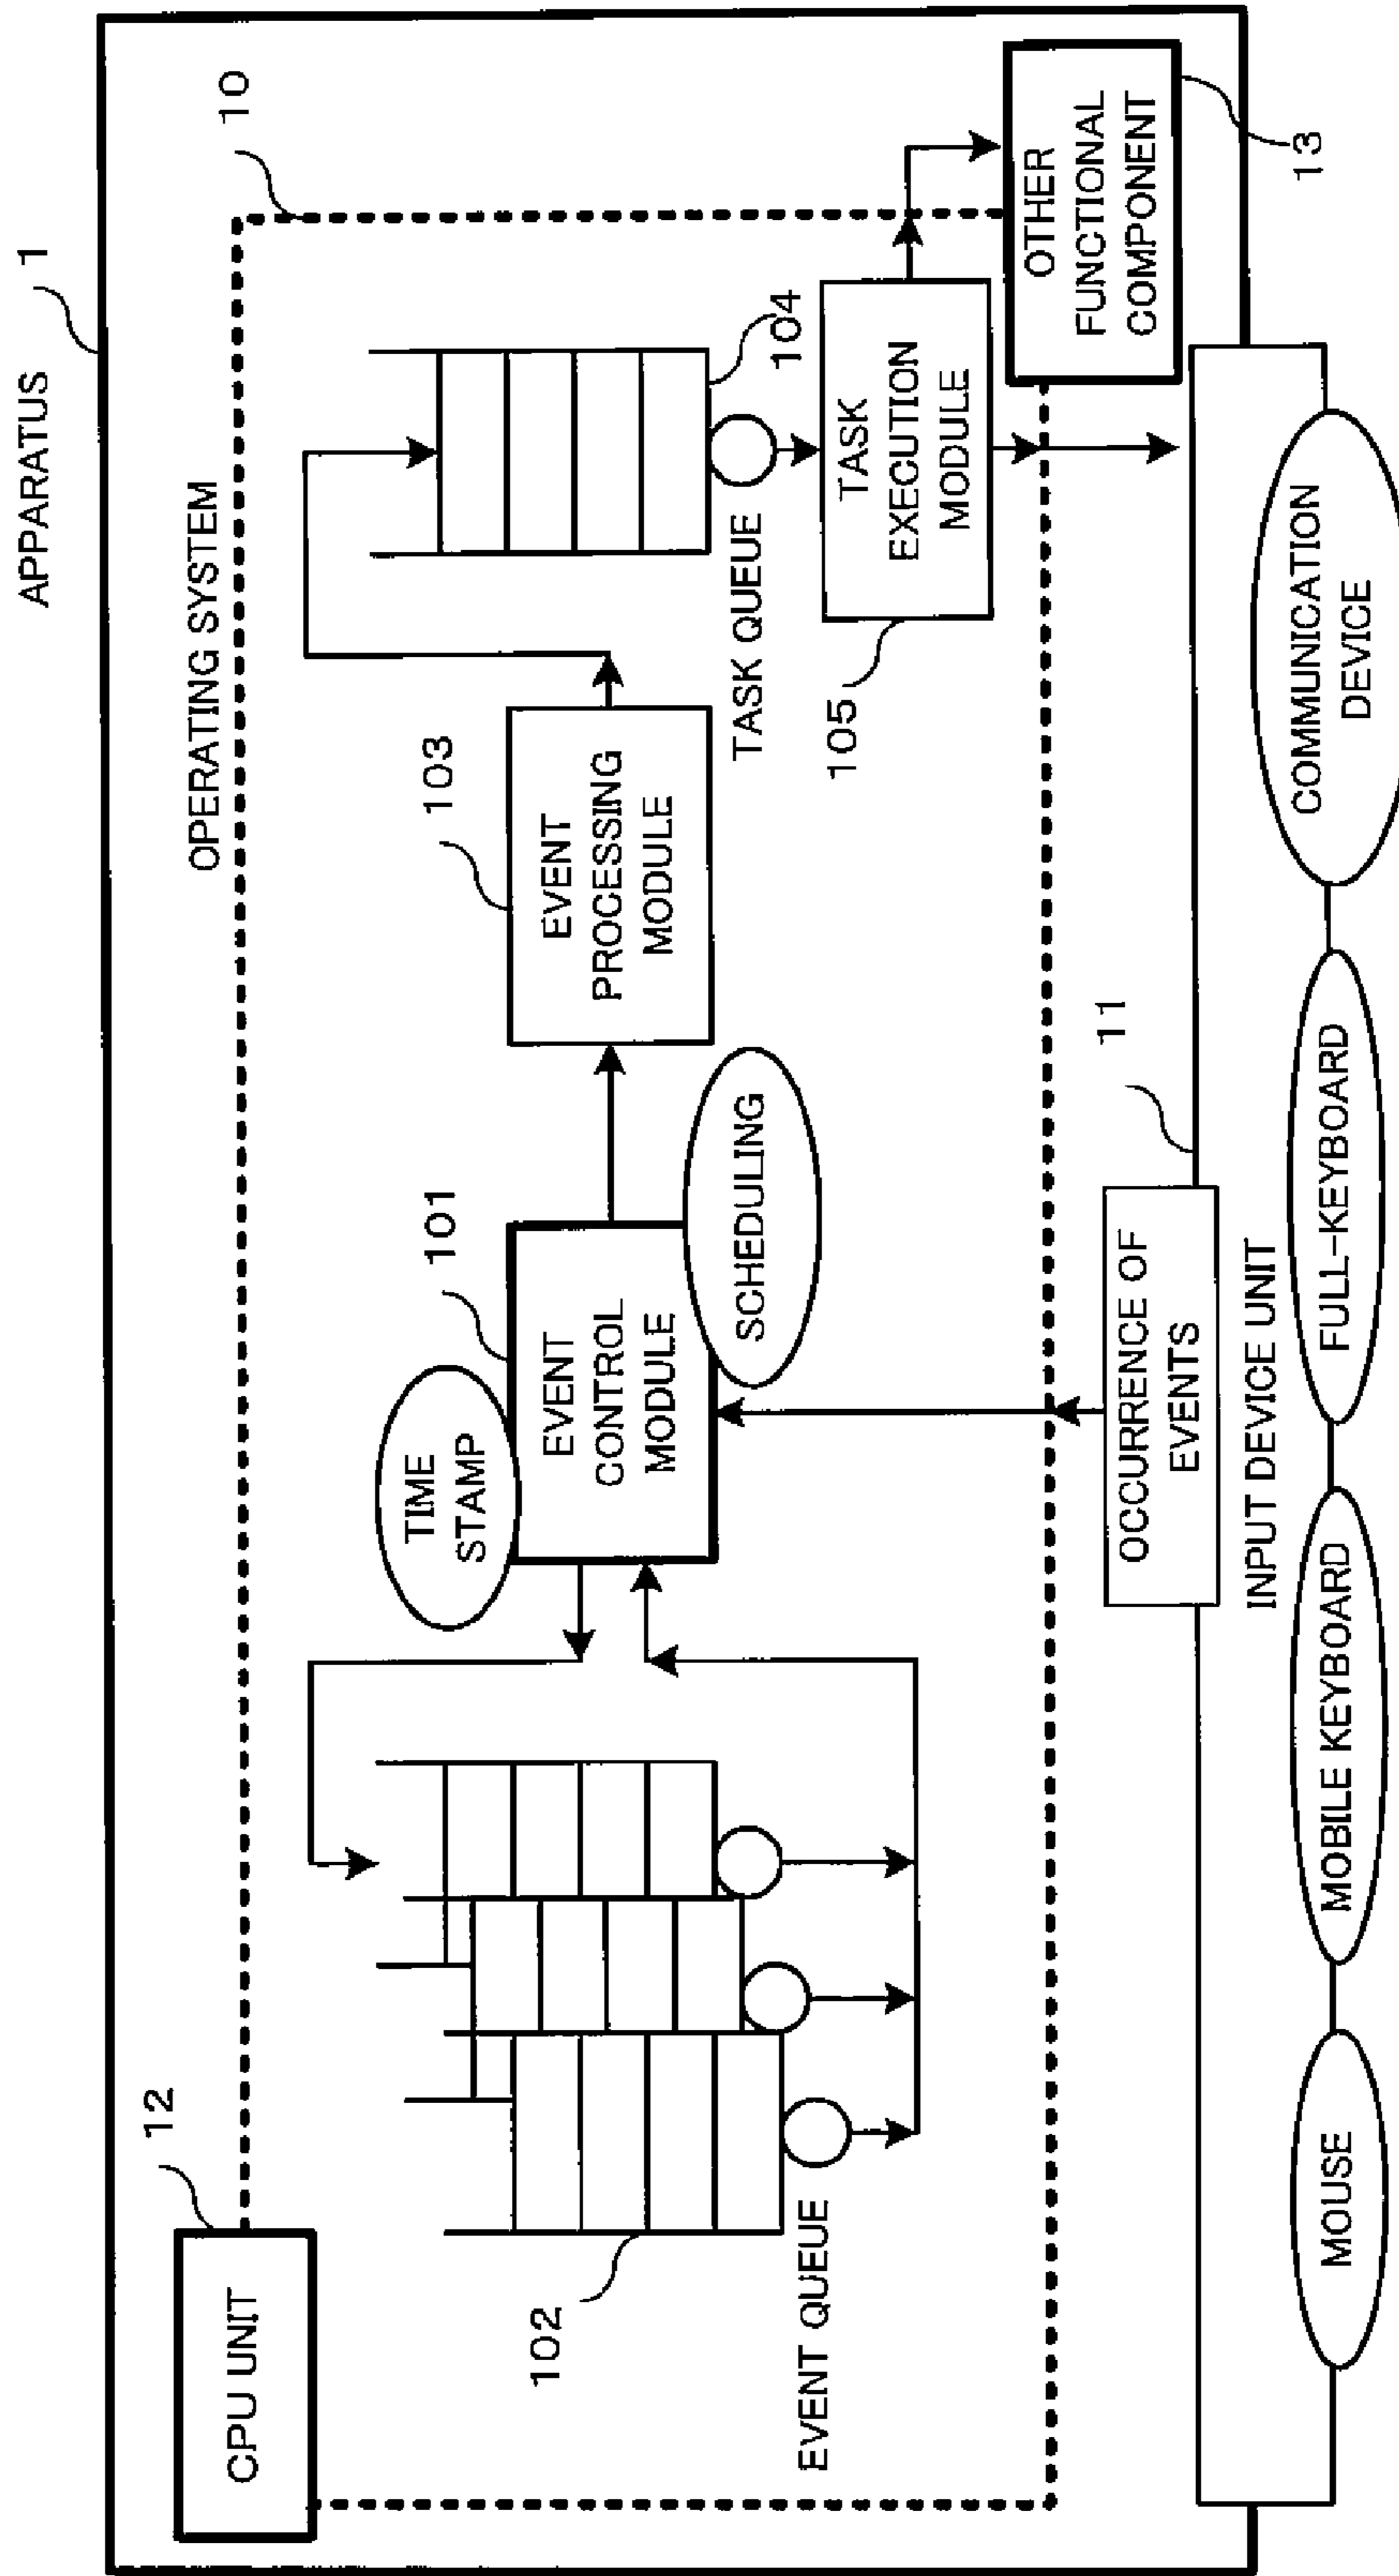 APPARATUS 1
CPU UNIT
12
OPERATING SYSTEM
10
EVENT QUEUE
102
TIME
STAMP
EVENT
CONTROL
MODULE
101
SCHEDULING
EVENT
PROCESSING
MODULE
103
TASK QUEUE
104
TASK
EXECUTION
MODULE
105
OTHER
FUNCTIONAL
COMPONENT
13
OCCURRENCE OF
EVENTS
11
INPUT DEVICE UNIT
MOUSE
MOBILE KEYBOARD
FULL-KEYBOARD
COMMUNICATION
DEVICE